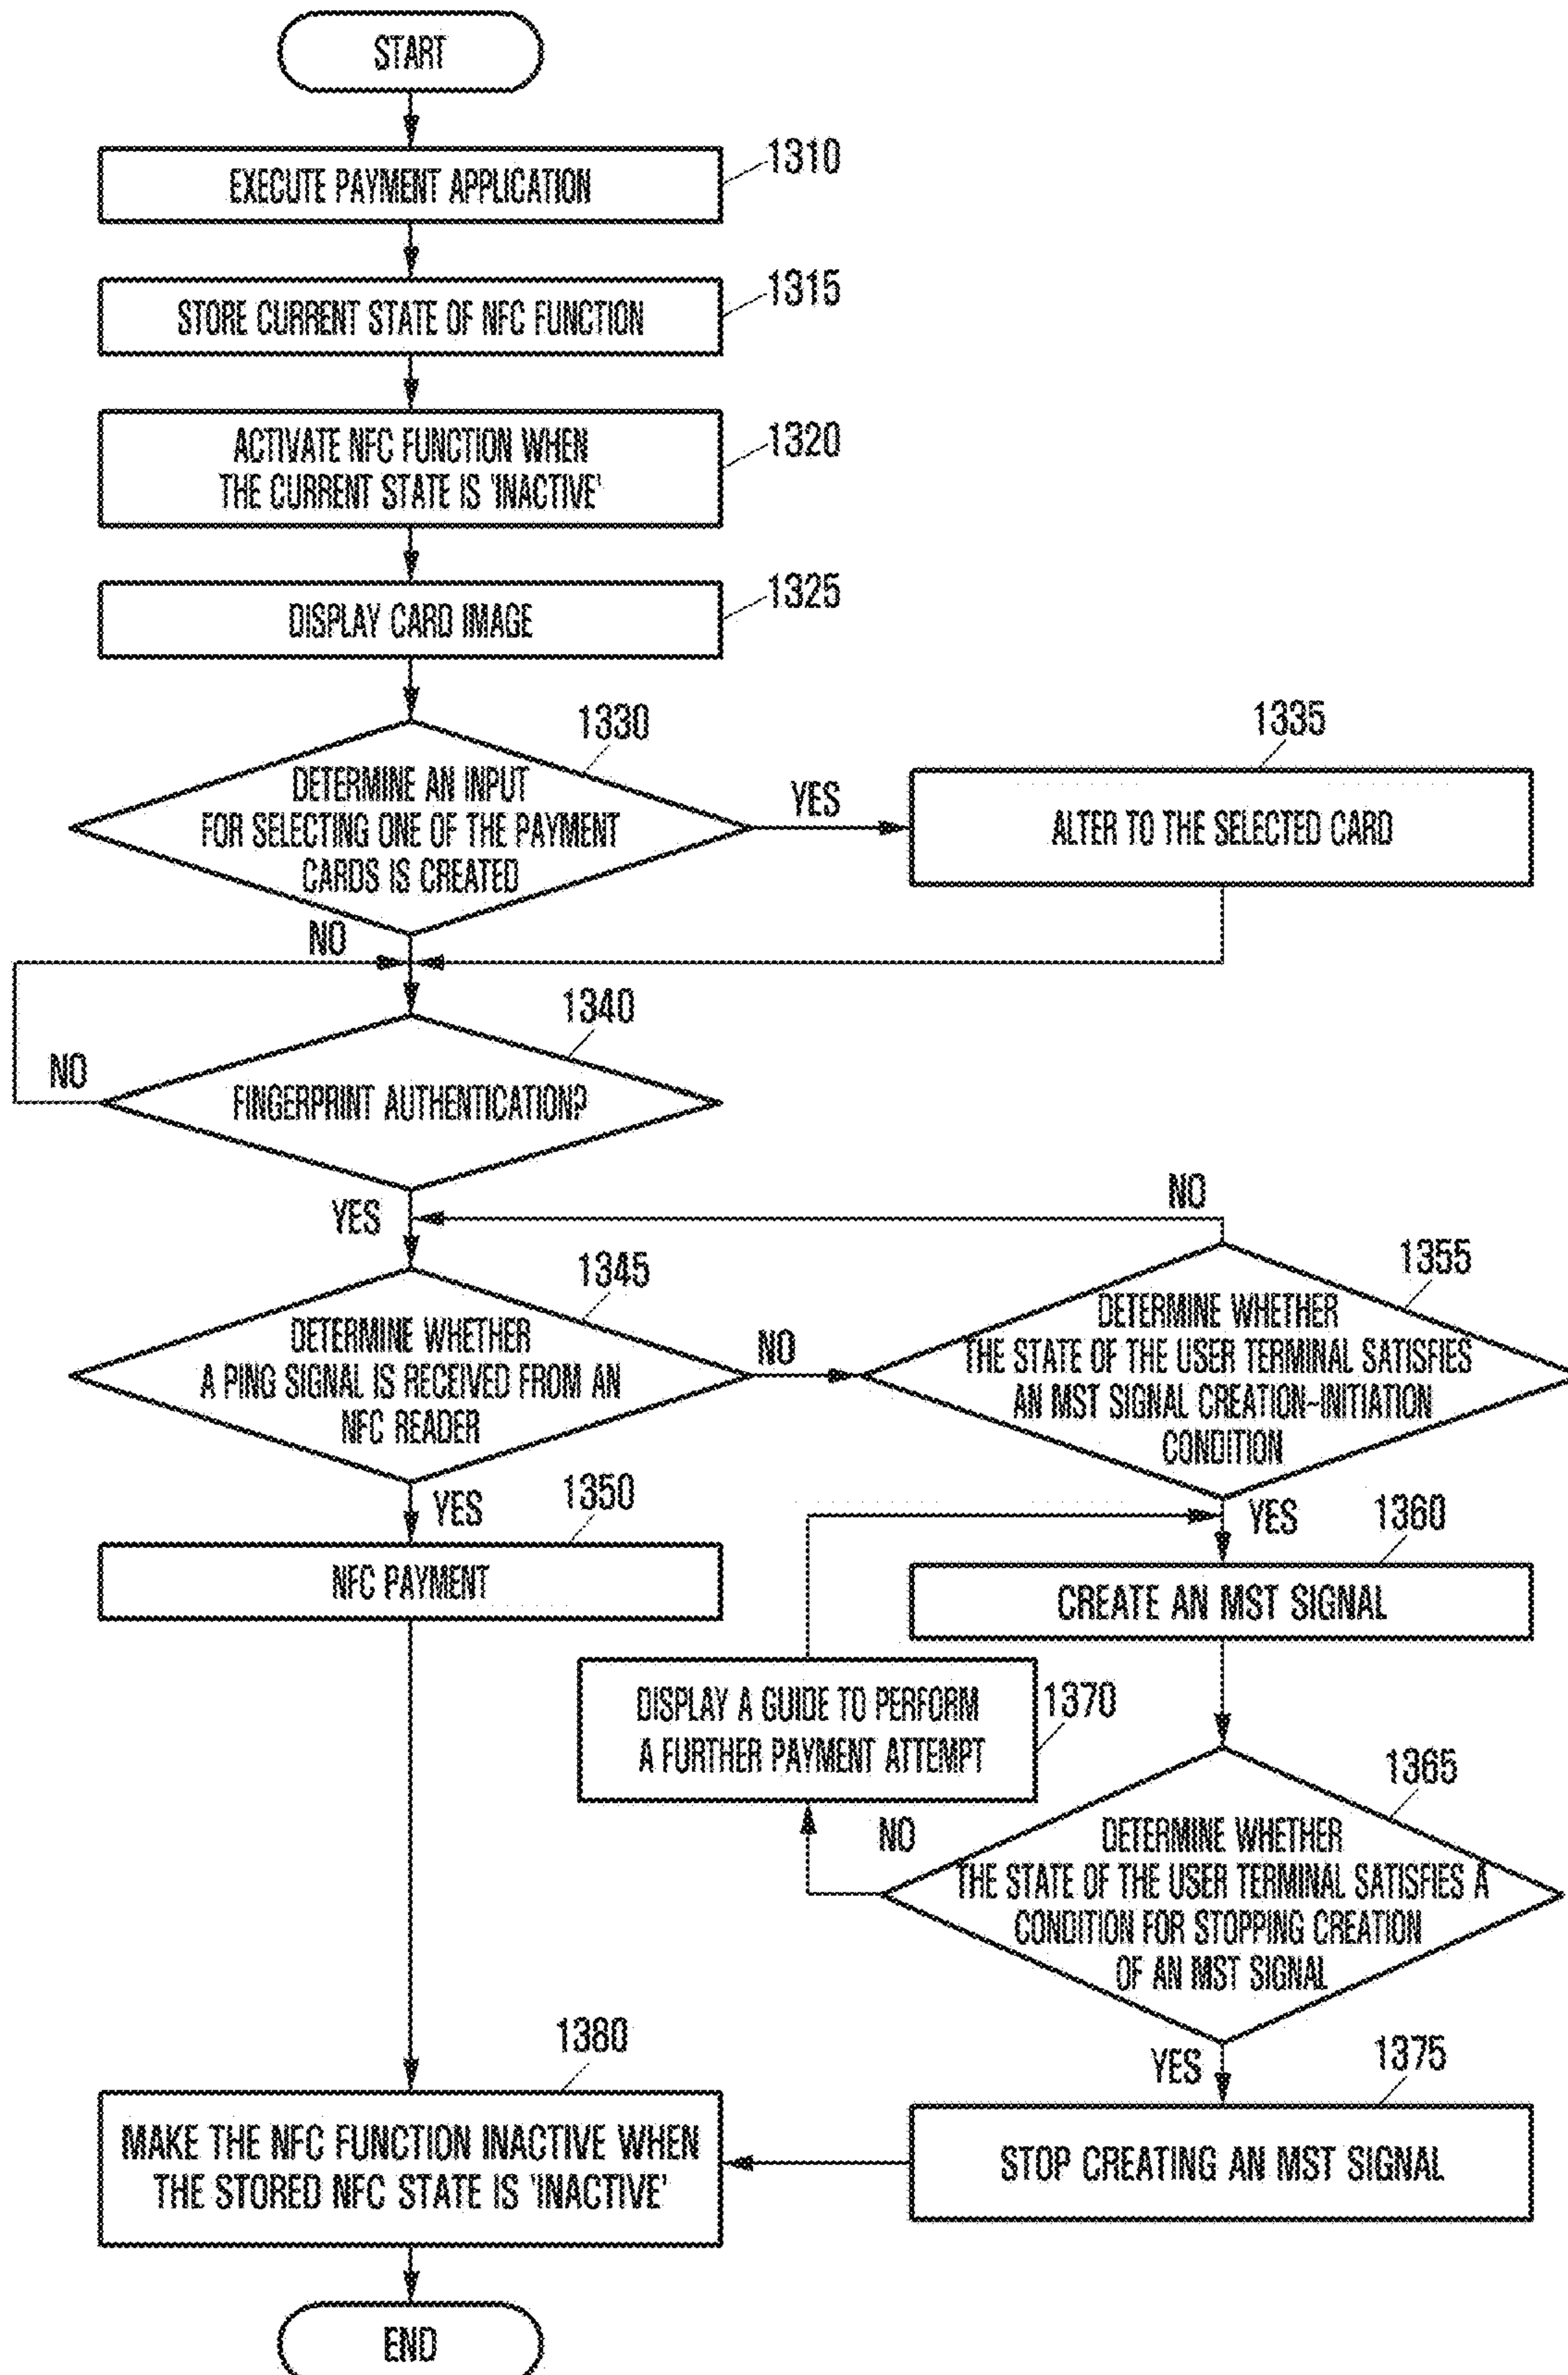 START
1310
EXECUTE PAYMENT APPLICATION
1315
STORE CURRENT STATE OF NFC FUNCTION
1320
ACTIVATE NFC FUNCTION WHEN
THE CURRENT STATE IS 'INACTIVE'
1325
DISPLAY CARD IMAGE
1330
DETERMINE AN INPUT
FOR SELECTING ONE OF THE PAYMENT
CARDS IS CREATED
YES
1335
ALTER TO THE SELECTED CARD
NO
1340
FINGERPRINT AUTHENTICATION?
NO
YES
1345
DETERMINE WHETHER
A PING SIGNAL IS RECEIVED FROM AN
NFC READER
NO
NO
1355
DETERMINE WHETHER
THE STATE OF THE USER TERMINAL SATISFIES
AN MST SIGNAL CREATION-INITIATION
CONDITION
YES
1350
NFC PAYMENT
YES
1360
CREATE AN MST SIGNAL
DISPLAY A GUIDE TO PERFORM
A FURTHER PAYMENT ATTEMPT
1370
NO
1365
DETERMINE WHETHER
THE STATE OF THE USER TERMINAL SATISFIES A
CONDITION FOR STOPPING CREATION
OF AN MST SIGNAL
YES
1375
STOP CREATING AN MST SIGNAL
1380
MAKE THE NFC FUNCTION INACTIVE WHEN
THE STORED NFC STATE IS 'INACTIVE'
END